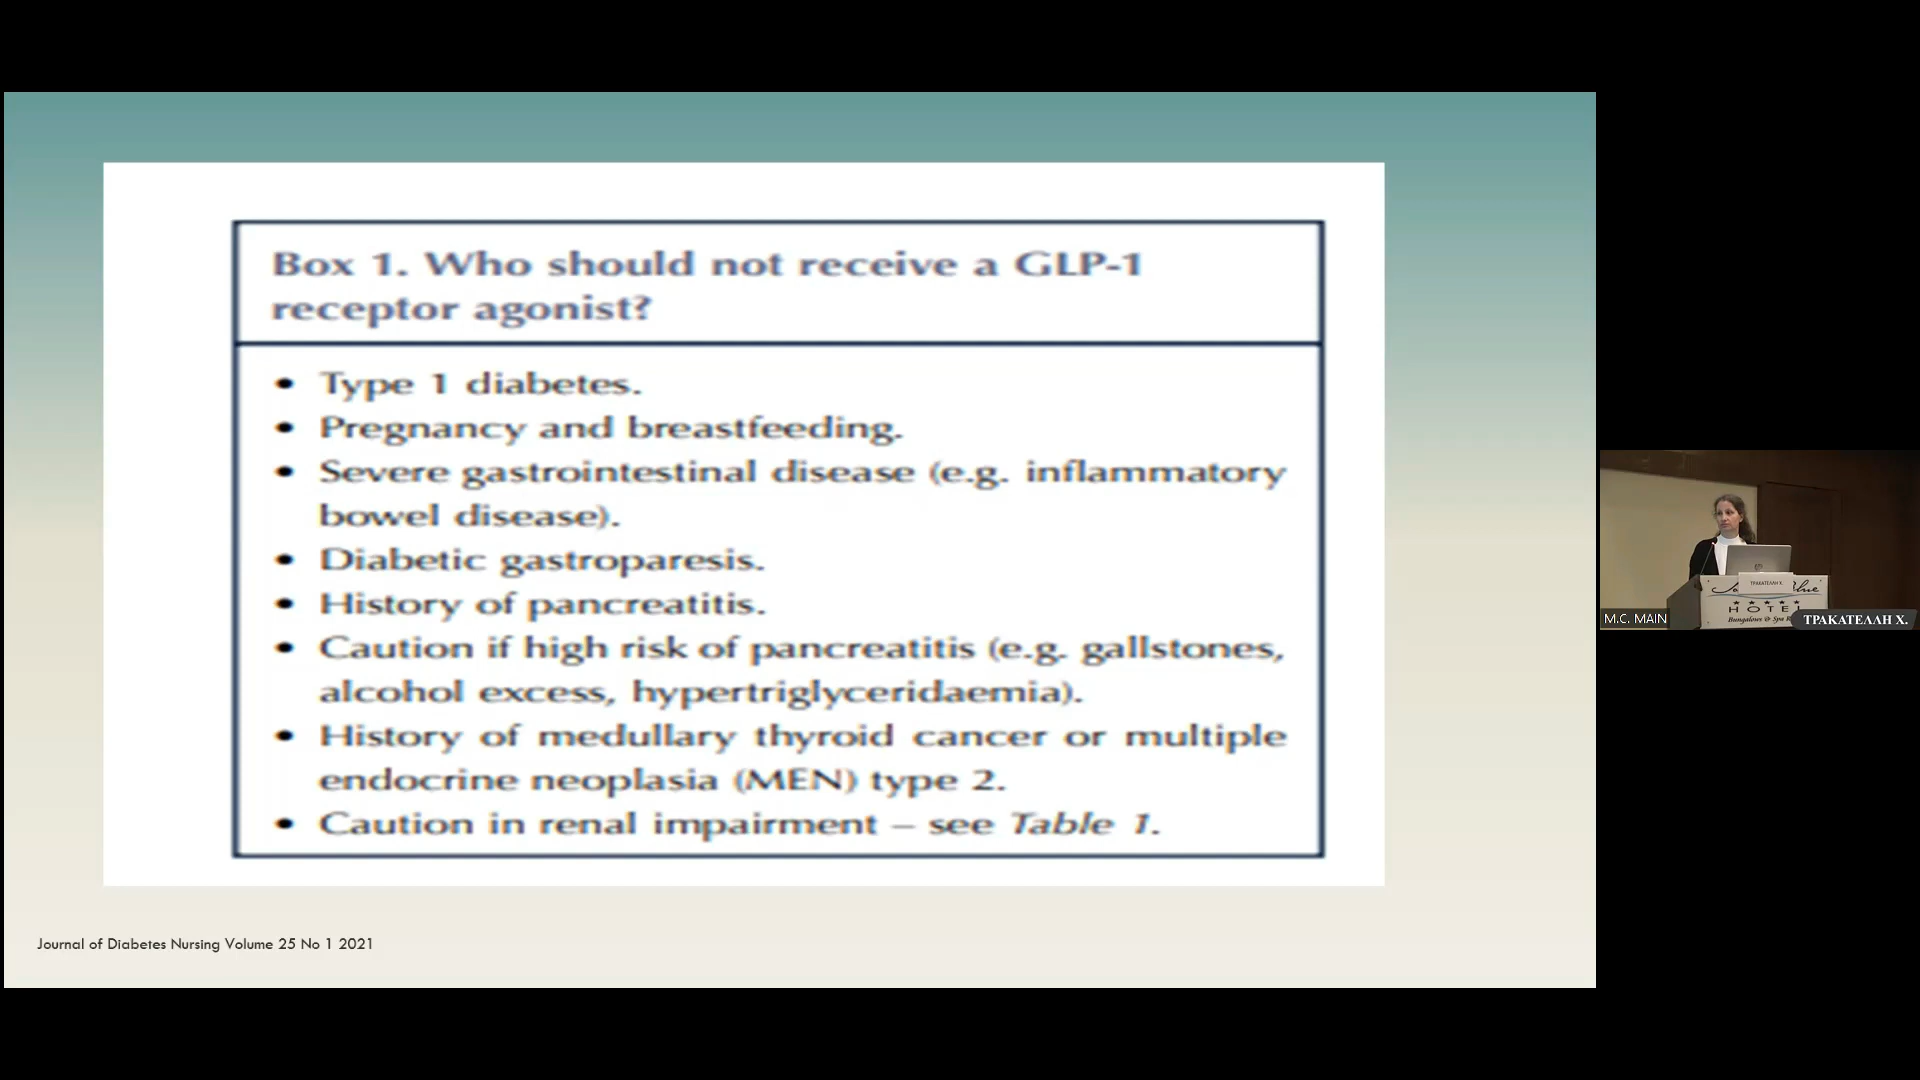 Box 1. Who should not receive a GLP-1
receptor agonist?
• Type 1 diabetes.
• Pregnancy and breastfeeding.
• Severe gastrointestinal disease (e.g. inflammatory
bowel disease).
• Diabetic gastroparesis.
• History of pancreatitis.
• Caution if high risk of pancreatitis (e.g. gallstones,
alcohol excess, hypertriglyceridaemia).
• History of medullary thyroid cancer or multiple
endocrine neoplasia (MEN) type 2.
• Caution in renal impairment – see Table 1.
Journal of Diabetes Nursing Volume 25 No 1 2021
ΤΡΑΚΑΤΕΛΛΗ Χ.
HOTEL
Bungalows & Spa
M.C. MAIN
ΤΡΑΚΑΤΕΛΛΗ Χ.